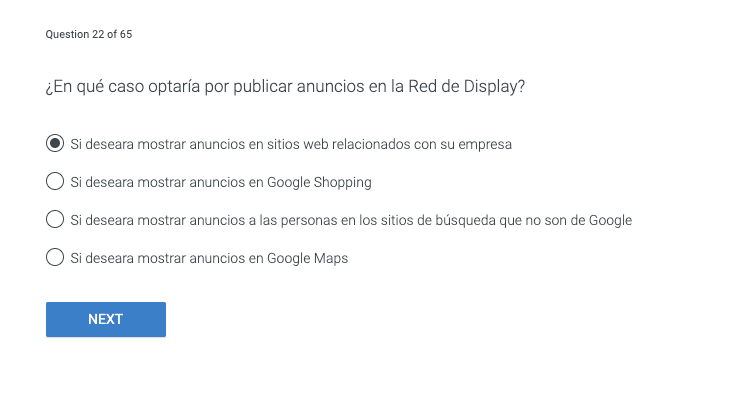 Question 22 of 65
¿En qué caso optaría por publicar anuncios en la Red de Display?
Si deseara mostrar anuncios en sitios web relacionados con su empresa
Si deseara mostrar anuncios en Google Shopping
Si deseara mostrar anuncios a las personas en los sitios de búsqueda que no son de Google
Si deseara mostrar anuncios en Google Maps
NEXT